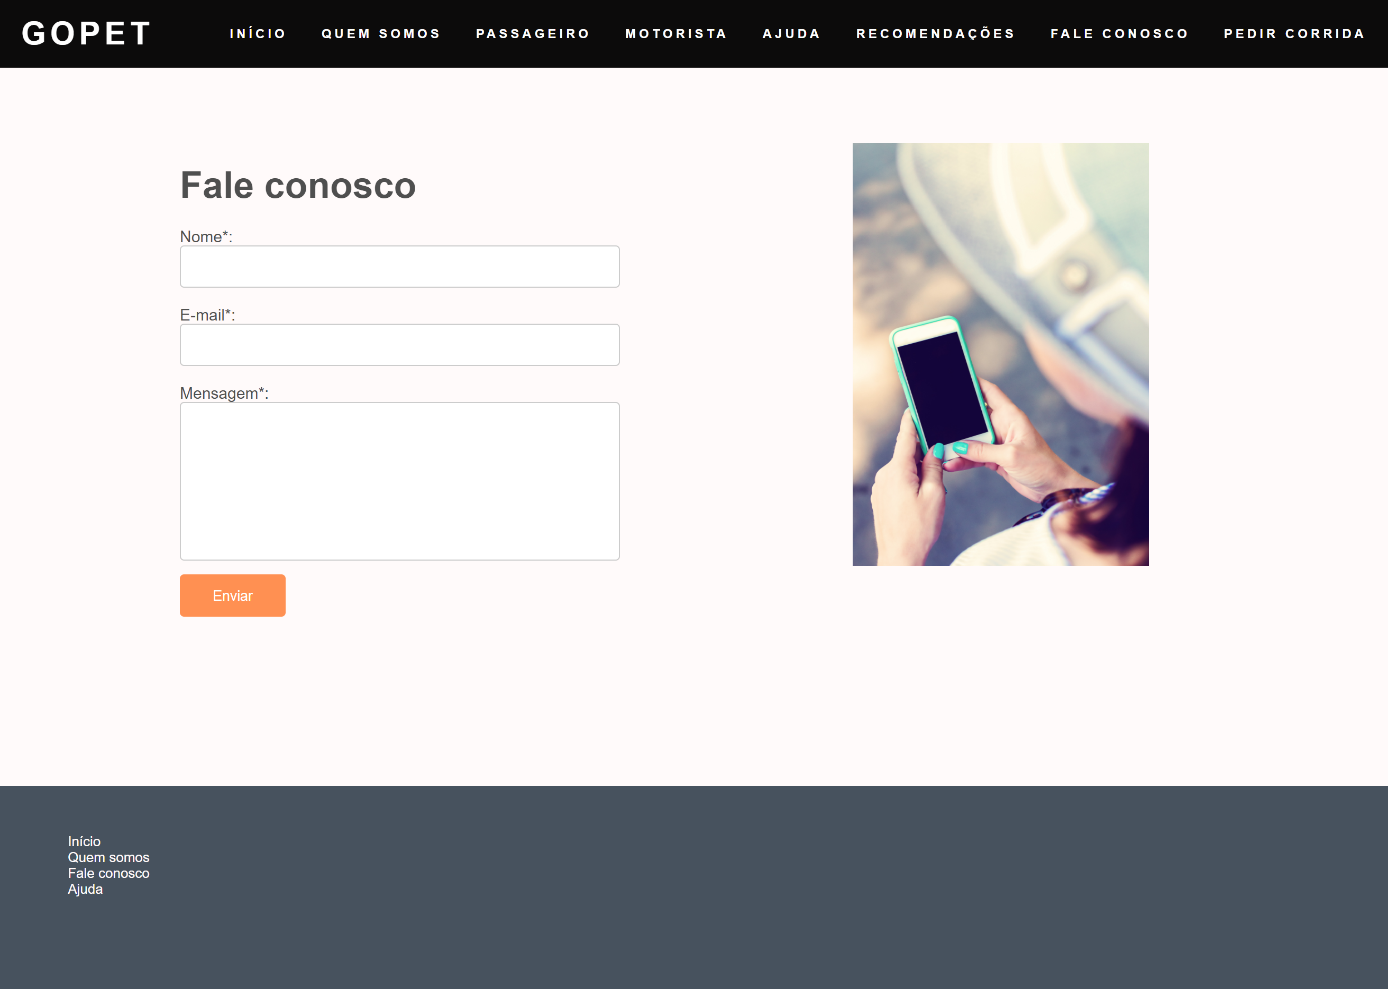 GOPET INÍCIO QUEM SOMOS PASSAGEIRO MOTORISTA AJUDA RECOMENDAÇÕES FALE CONOSCO PEDIR CORRIDA
Fale conosco
Nome*:
E-mail*:
Mensagem*:
Enviar
Início
Quem somos
Fale conosco
Ajuda